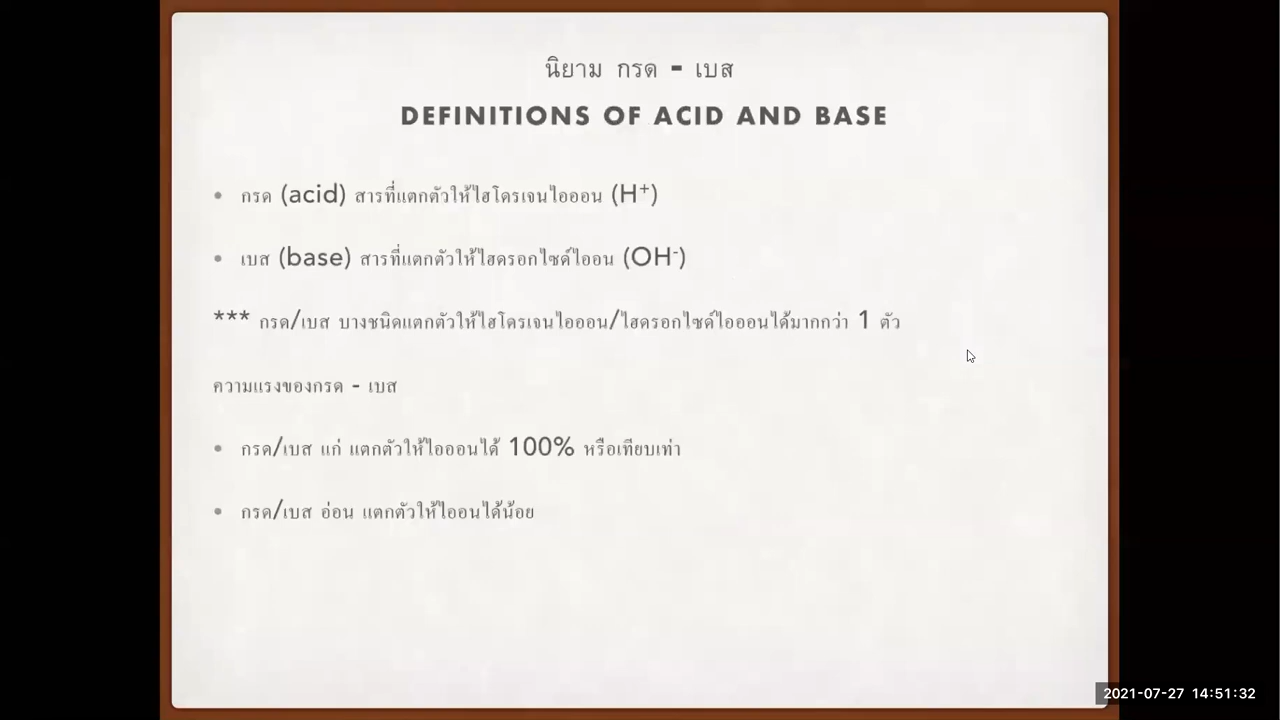 นิยาม กรด - เบส
DEFINITIONS OF ACID AND BASE
• กรด (acid) สารที่แตกตัวให้ไฮโดรเจนไอออน (H⁺)
• เบส (base) สารที่แตกตัวให้ไฮดรอกไซด์ไอออน (OH⁻)
*** กรด/เบส บางชนิดแตกตัวให้ไฮโดรเจนไอออน/ไฮดรอกไซด์ไอออนได้มากกว่า 1 ตัว
ความแรงของกรด - เบส
• กรด/เบส แก่ แตกตัวให้ไอออนได้ 100% หรือเทียบเท่า
• กรด/เบส อ่อน แตกตัวให้ไอออนได้น้อย
2021-07-27 14:51:32